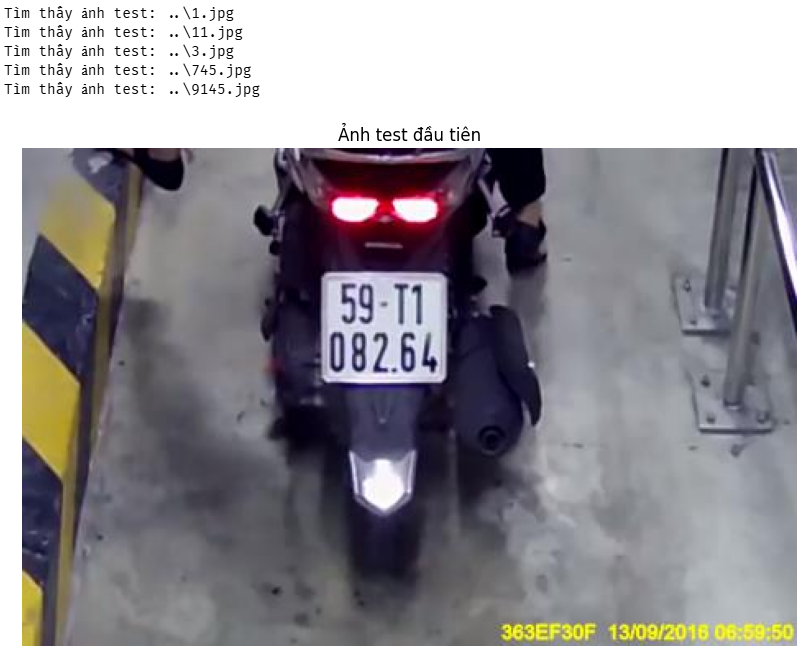 Tìm thấy ảnh test: ..\1.jpg
Tìm thấy ảnh test: ..\11.jpg
Tìm thấy ảnh test: ..\3.jpg
Tìm thấy ảnh test: ..\745.jpg
Tìm thấy ảnh test: ..\9145.jpg
Ảnh test đầu tiên
59-T1
082.64
363EF30F 13/09/2016 06:59:50